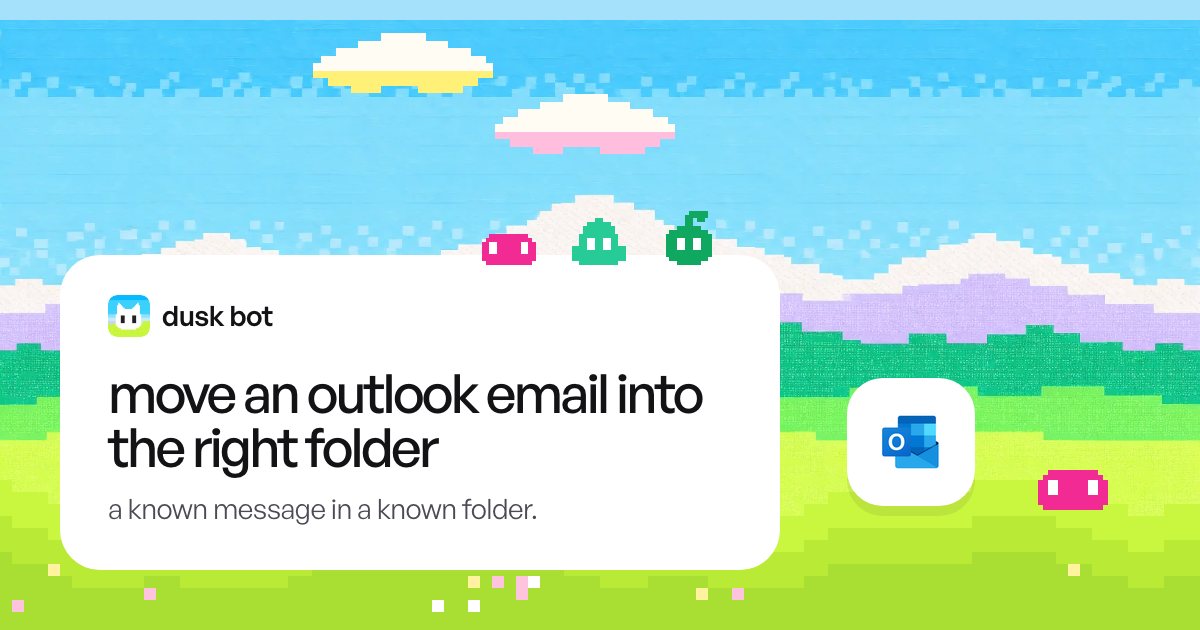 dusk bot
move an outlook email into
the right folder
a known message in a known folder.
O